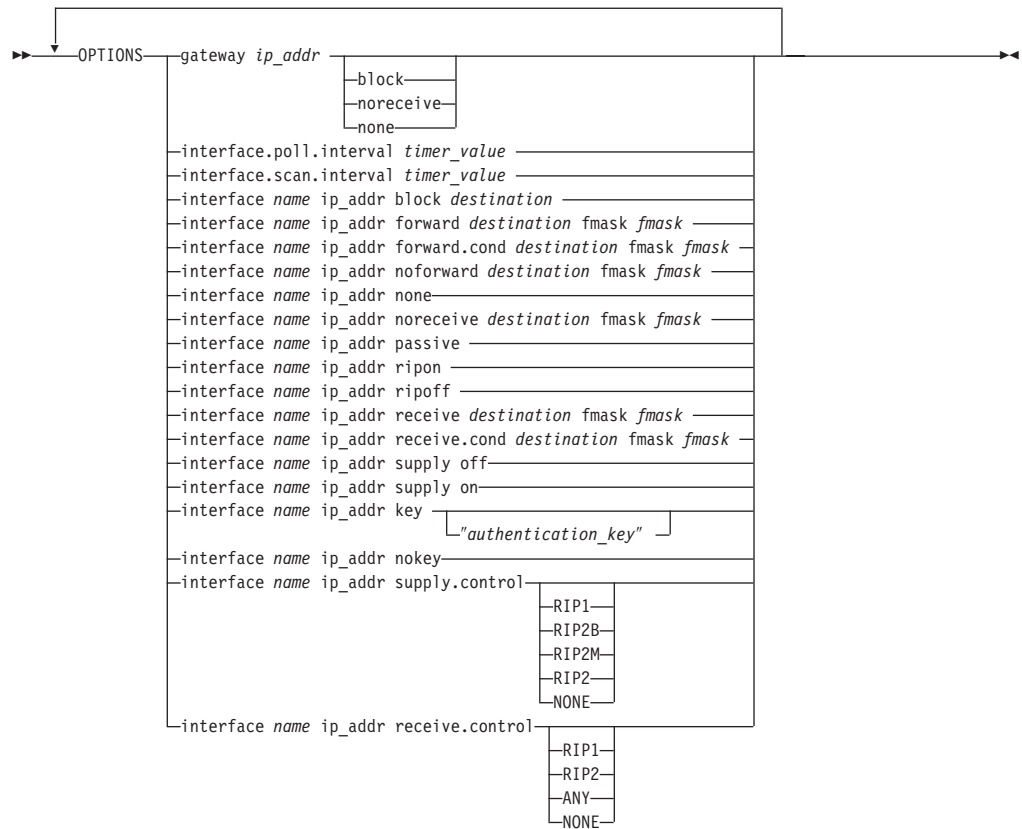 OPTIONS gateway ip_addr
block
noreceive
none
interface.poll.interval timer_value
interface.scan.interval timer_value
interface name ip_addr block destination
interface name ip_addr forward destination fmask fmask
interface name ip_addr forward.cond destination fmask fmask
interface name ip_addr noforward destination fmask fmask
interface name ip_addr none
interface name ip_addr noreceive destination fmask fmask
interface name ip_addr passive
interface name ip_addr ripon
interface name ip_addr ripoff
interface name ip_addr receive destination fmask fmask
interface name ip_addr receive.cond destination fmask fmask
interface name ip_addr supply off
interface name ip_addr supply on
interface name ip_addr key
"authentication_key"
interface name ip_addr nokey
interface name ip_addr supply.control
RIP1
RIP2B
RIP2M
RIP2
NONE
interface name ip_addr receive.control
RIP1
RIP2
ANY
NONE